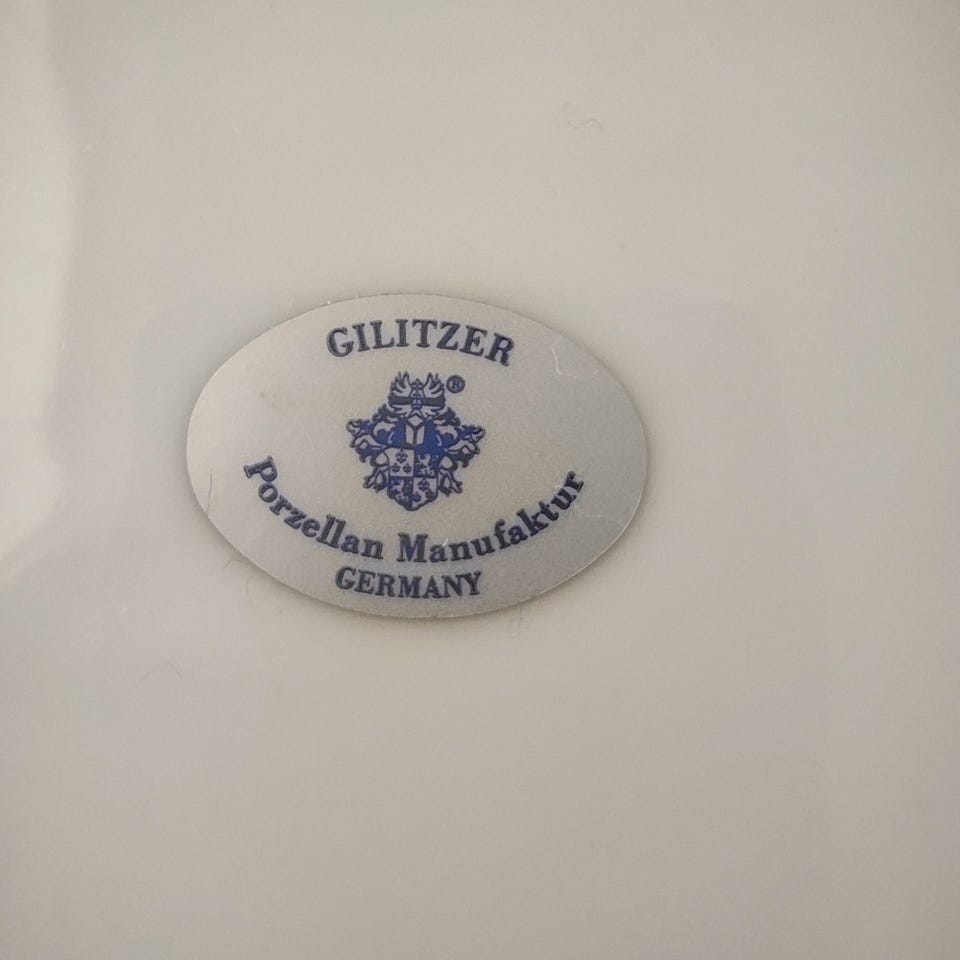 GILITZER
®
Porzellan Manufaktur
GERMANY